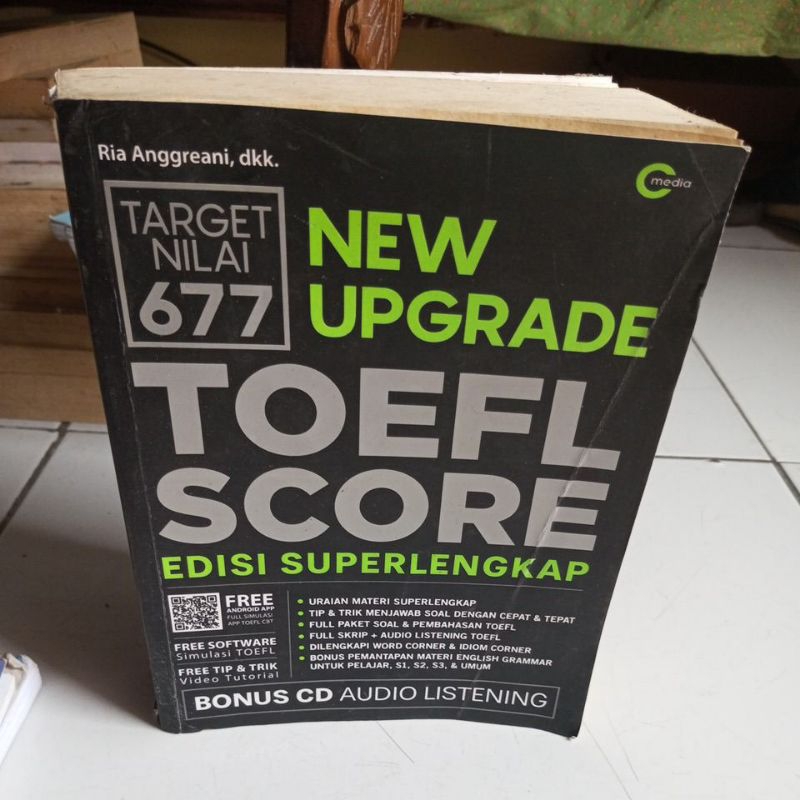 Ria Anggreani, dkk.
C media
TARGET
NILAI
677
NEW
UPGRADE
TOEFL
SCORE
EDISI SUPERLENGKAP
FREE
ANDROID APP
FULL SIMULASI
APP TOEFL CBT
FREE SOFTWARE
Simulasi TOEFL
FREE TIP & TRIK
Video Tutorial
• URAIAN MATERI SUPERLENGKAP
• TIP & TRIK MENJAWAB SOAL DENGAN CEPAT & TEPAT
• FULL PAKET SOAL & PEMBAHASAN TOEFL
• FULL SKRIP + AUDIO LISTENING TOEFL
• DILENGKAPI WORD CORNER & IDIOM CORNER
• BONUS PEMANTAPAN MATERI ENGLISH GRAMMAR
UNTUK PELAJAR, S1, S2, S3, & UMUM
BONUS CD AUDIO LISTENING